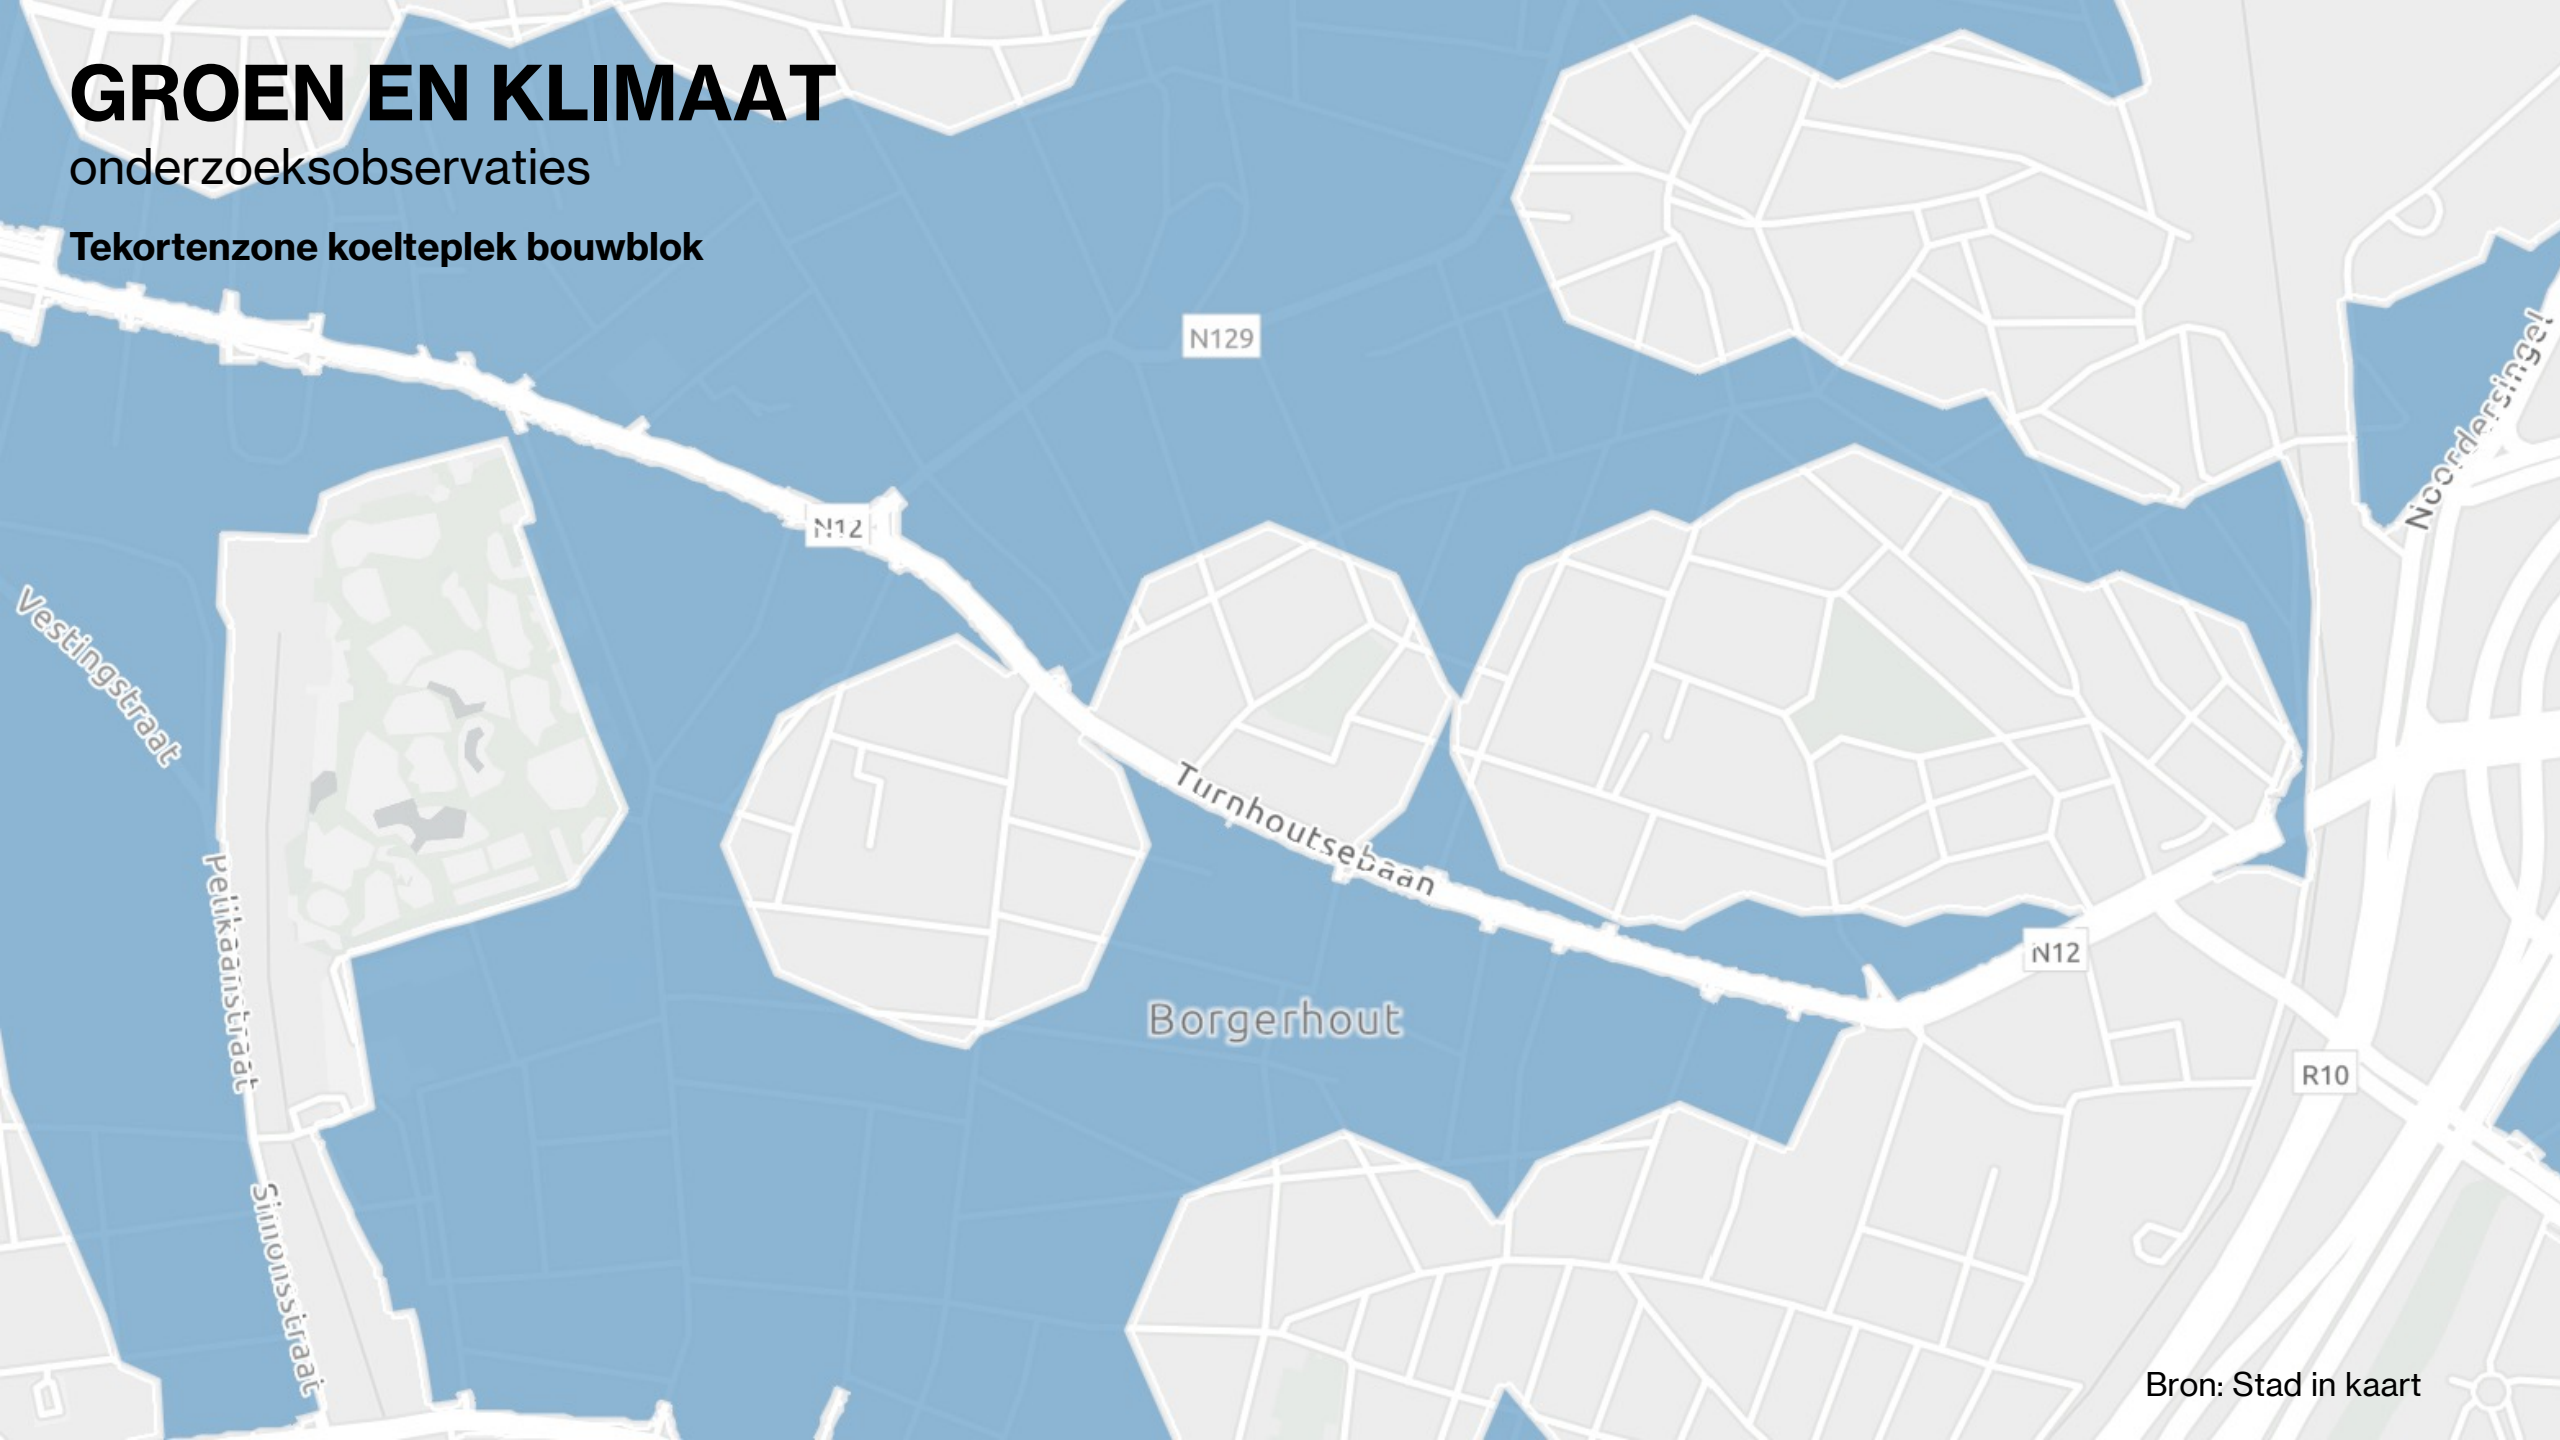 GROEN EN KLIMAAT
onderzoeksobservaties
Tekortenzone koelteplek bouwblok
N129
Noordersingel
N12
Vestingstraat
Turnhoutsebaan
Pelikaanstraat
N12
Borgerhout
R10
Simonsstraat
Bron: Stad in kaart